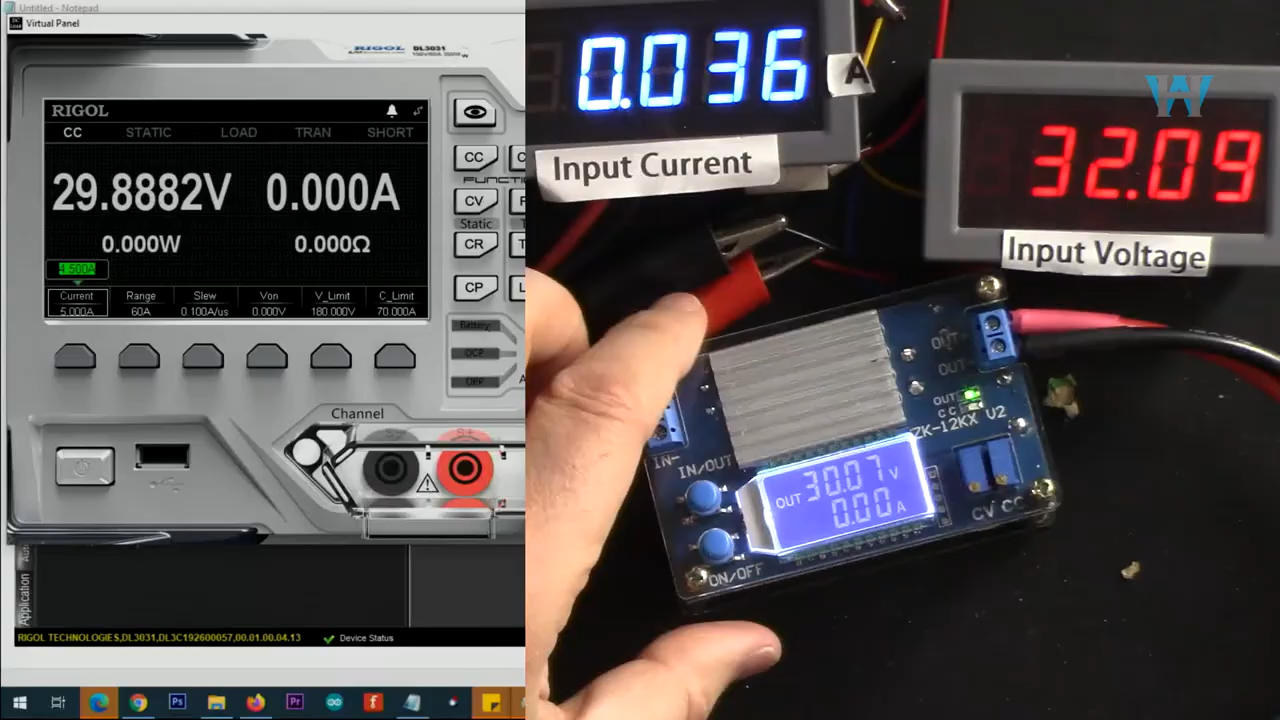 Untitled - Notepad
Virtual Panel
RIGOL DL3031
RIGOL
CC STATIC LOAD TRAN SHORT
29.8882V 0.000A
0.000W 0.000Ω
4.500A
Current Range Slew Von V_Limit C_Limit
5.000A 60A 0.100A/us 0.000V 180.000V 70.000A
CC
CV
Static
CR
CP
Battery
OCP
OPP
Channel
Application
RIGOL TECHNOLOGIES,DL3031,DL3C192600057,00.01.00.04.13
Device Status
Ps
Pr
0.036
A
Input Current
W
32.09
Input Voltage
OUT+
OUT-
OUT
CC
ZK-12KX V2
IN-
IN/OUT
OUT 30.07 V
0.00 A
CV CC
ON/OFF